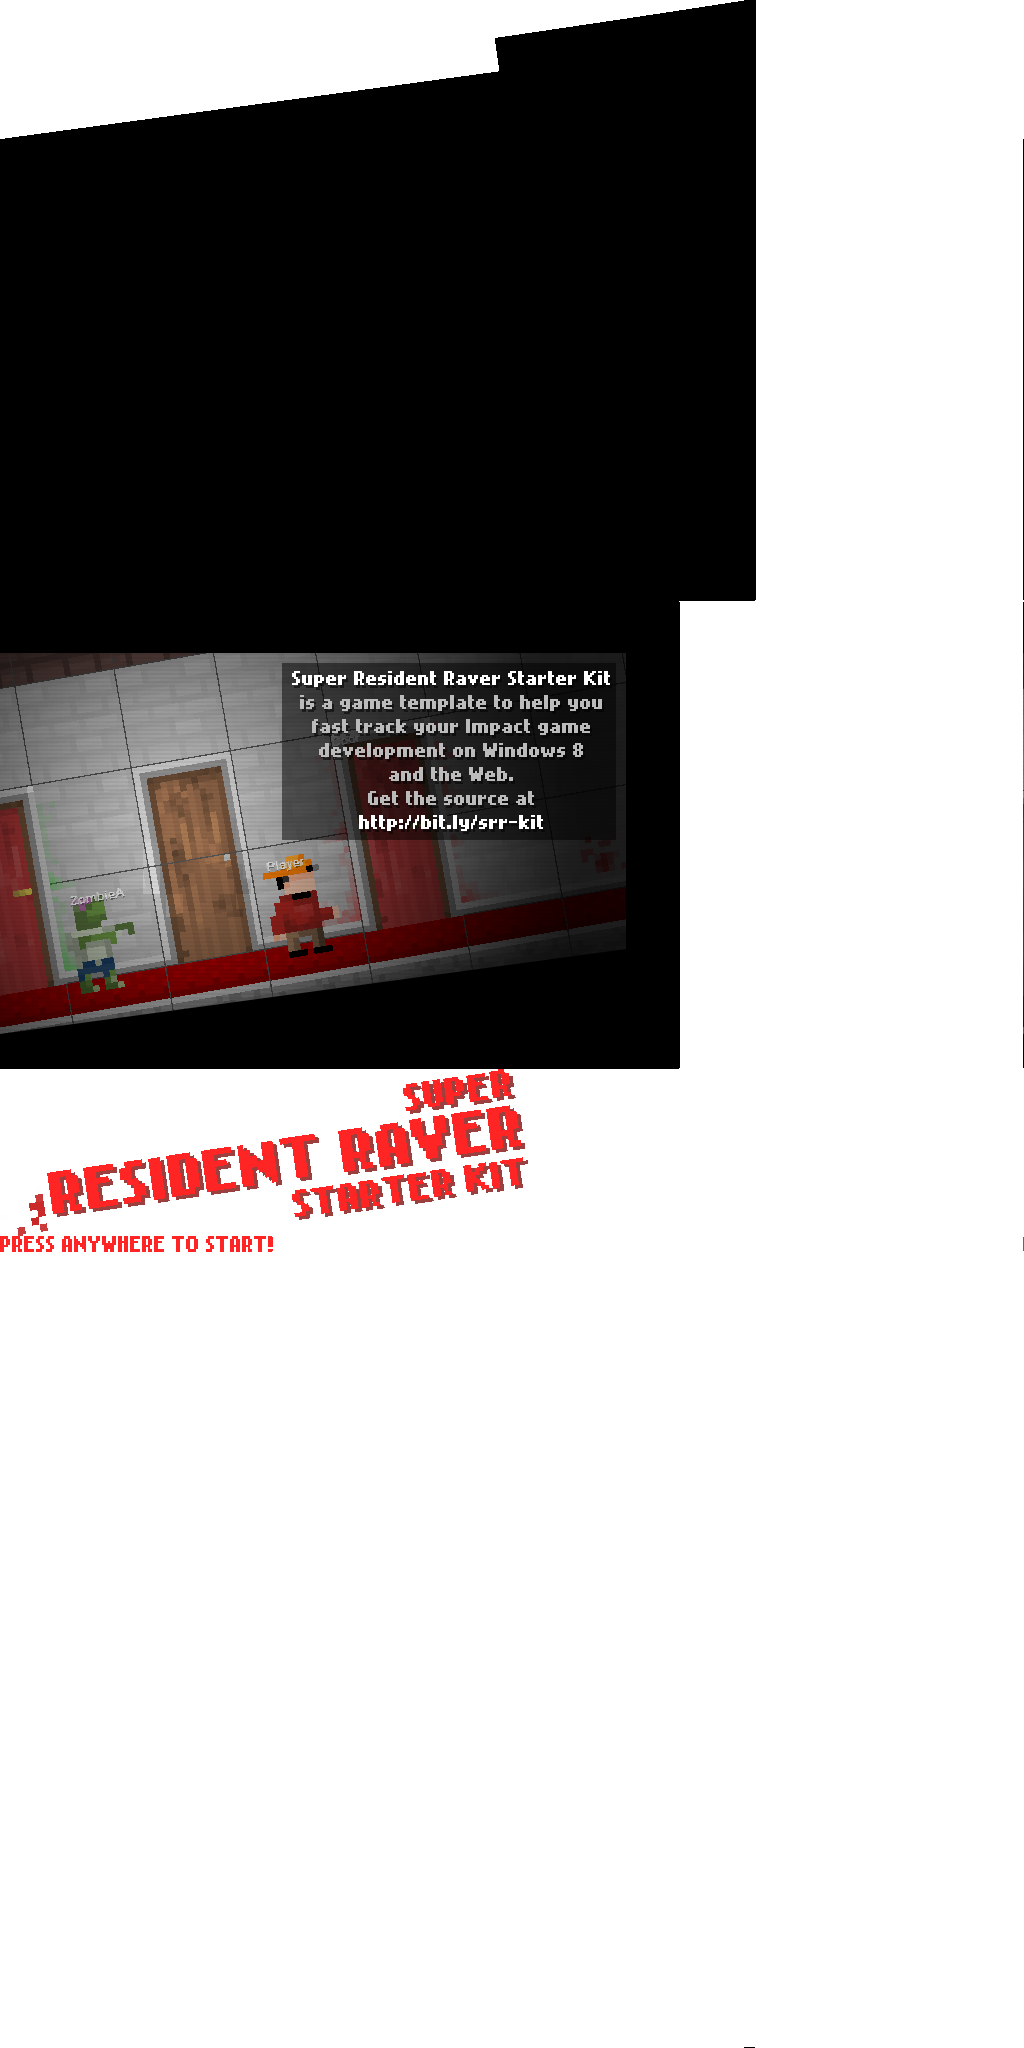 Super Resident Raver Starter Kit
is a game template to help you
fast track your Impact game
development on Windows 8
and the Web.
Get the source at
http://bit.ly/srr-kit
Player
ZombieA
SUPER
RESIDENT RAVER
STARTER KIT
PRESS ANYWHERE TO START!